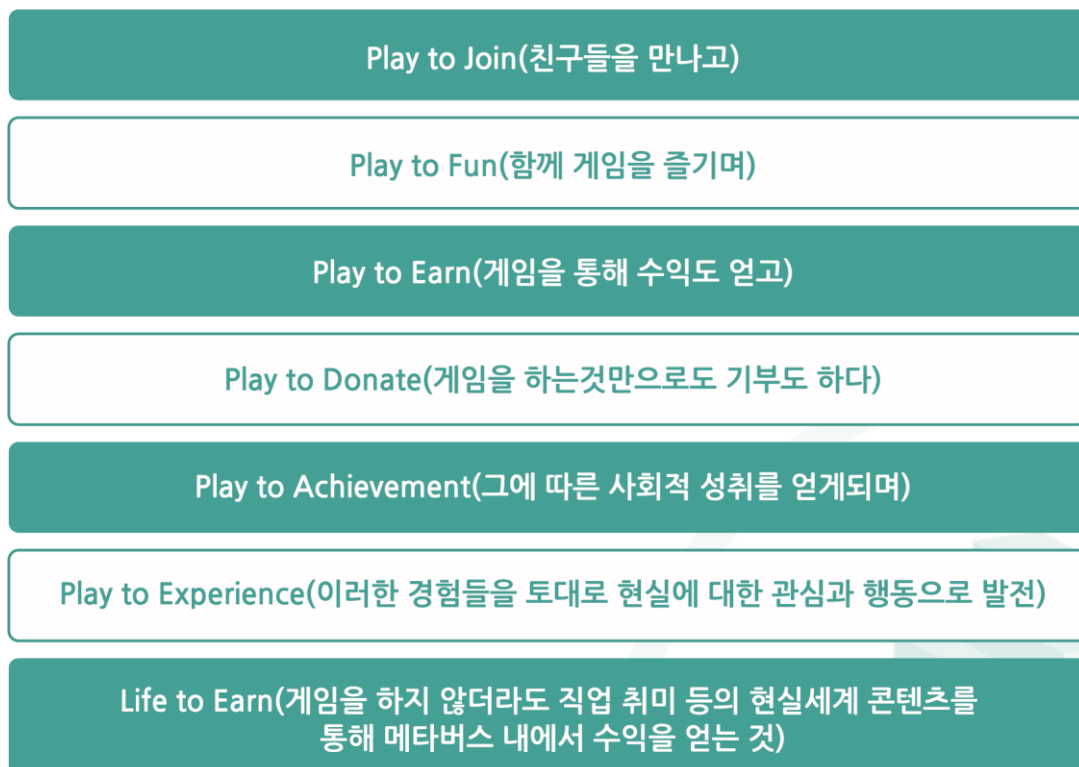 Play to Join(친구들을 만나고)
Play to Fun(함께 게임을 즐기며)
Play to Earn(게임을 통해 수익도 얻고)
Play to Donate(게임을 하는것만으로도 기부도 하다)
Play to Achievement(그에 따른 사회적 성취를 얻게되며)
Play to Experience(이러한 경험들을 토대로 현실에 대한 관심과 행동으로 발전)
Life to Earn(게임을 하지 않더라도 직업 취미 등의 현실세계 콘텐츠를
통해 메타버스 내에서 수익을 얻는 것)